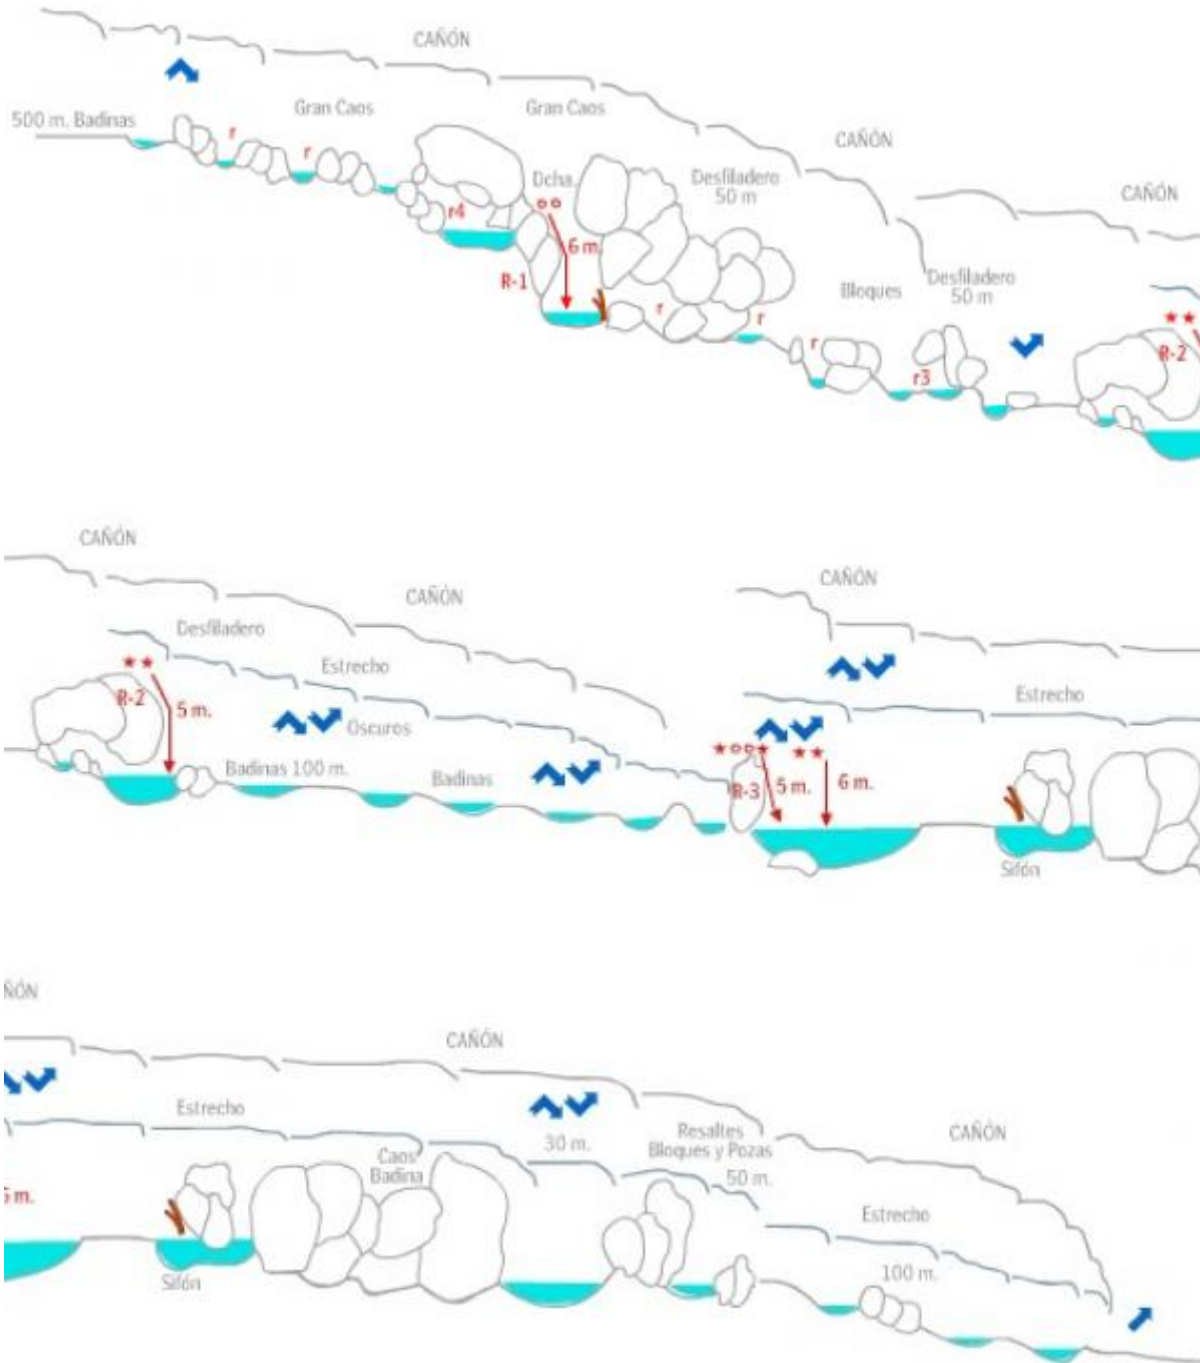 CAÑÓN
Gran Caos
Gran Caos
500 m. Badinas
r
r
CAÑÓN
Dcha.
Desfiladero
50 m
CAÑÓN
r4
6 m.
R-1
Bloques
Desfiladero
50 m
r
r
r
r3
R-2
CAÑÓN
CAÑÓN
CAÑÓN
Desfiladero
Estrecho
Estrecho
R-2
5 m.
Oscuros
Badinas 100 m.
Badinas
R-3
5 m.
6 m.
Sifón
ÑÓN
CAÑÓN
Estrecho
30 m.
Resaltes
Bloques y Pozas
50 m.
CAÑÓN
Caos
Badina
m.
Estrecho
Sifón
100 m.